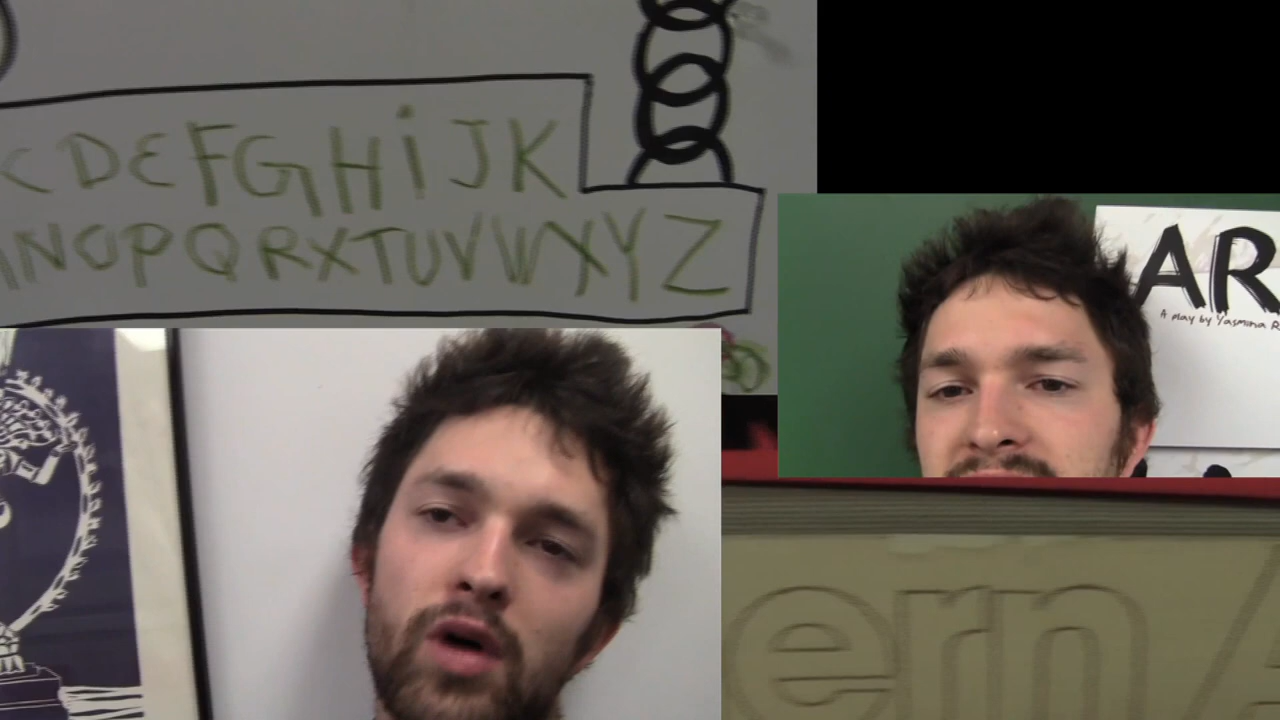 CDEFGHiJK
NOPQRXTUVWXYZ
AR
A play by Yasmina R
ern A